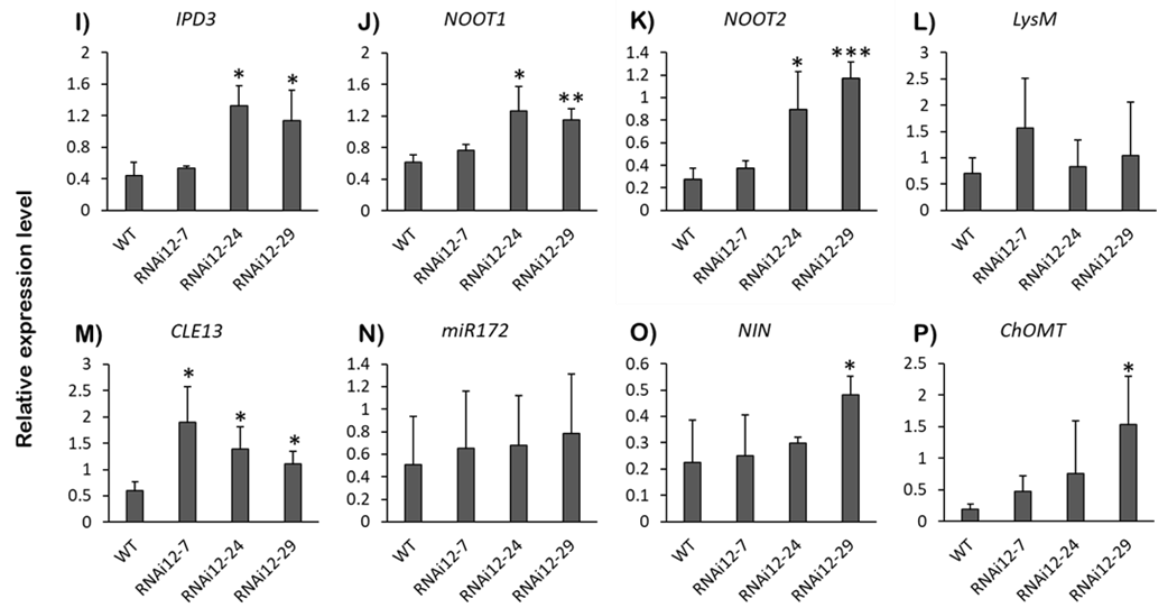 I) IPD3
J) NOOT1
K) NOOT2
L) LysM
2
1.6
1.2
0.8
0.4
0
*
*
WT
RNAi12-7
RNAi12-24
RNAi12-29
2
1.6
1.2
0.8
0.4
0
*
**
WT
RNAi12-7
RNAi12-24
RNAi12-29
1.4
1.2
1
0.8
0.6
0.4
0.2
0
*
***
WT
RNAi12-7
RNAi12-24
RNAi12-29
3
2.5
2
1.5
1
0.5
0
WT
RNAi12-7
RNAi12-24
RNAi12-29
Relative expression level
M) CLE13
N) miR172
O) NIN
P) ChOMT
3
2.5
2
1.5
1
0.5
0
*
*
*
WT
RNAi12-7
RNAi12-24
RNAi12-29
1.4
1.2
1
0.8
0.6
0.4
0.2
0
WT
RNAi12-7
RNAi12-24
RNAi12-29
0.6
0.5
0.4
0.3
0.2
0.1
0
*
WT
RNAi12-7
RNAi12-24
RNAi12-29
2.5
2
1.5
1
0.5
0
*
WT
RNAi12-7
RNAi12-24
RNAi12-29